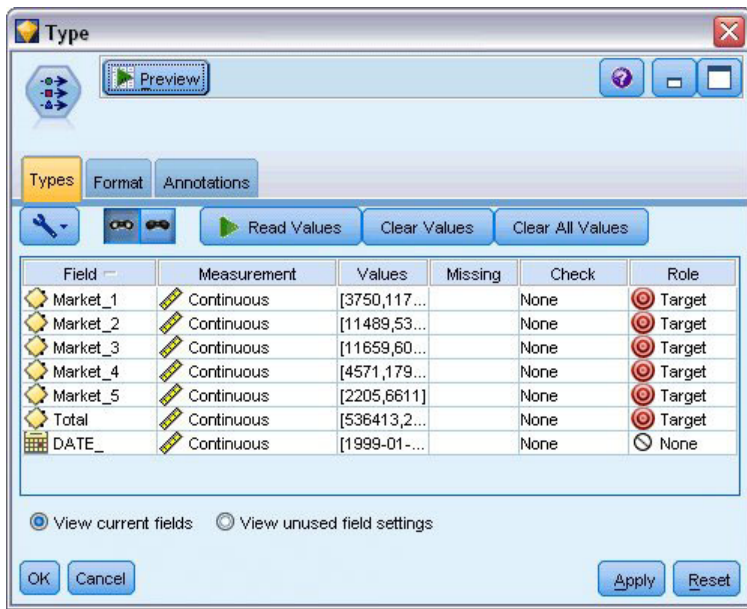 Type
Preview
?
Types Format Annotations
Read Values Clear Values Clear All Values
Field Measurement Values Missing Check Role
Market_1 Continuous [3750,117... None Target
Market_2 Continuous [11489,53... None Target
Market_3 Continuous [11659,60... None Target
Market_4 Continuous [4571,179... None Target
Market_5 Continuous [2205,6611] None Target
Total Continuous [536413,2... None Target
DATE_ Continuous [1999-01-... None None
View current fields View unused field settings
OK Cancel Apply Reset